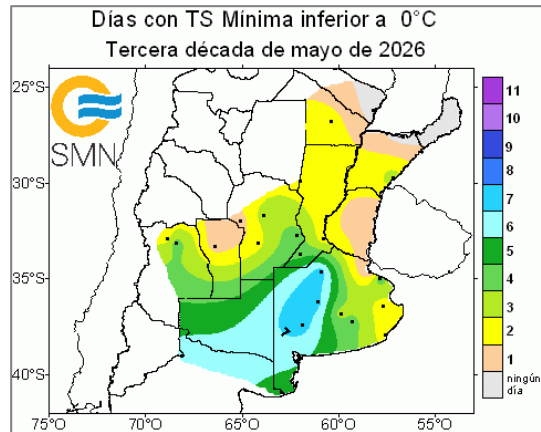 Días con TS Mínima inferior a 0°C
Tercera década de mayo de 2026
SMN
25°S
30°S
35°S
40°S
75°O
70°O
65°O
60°O
55°O
11
10
9
8
7
6
5
4
3
2
1
ningún
día
7